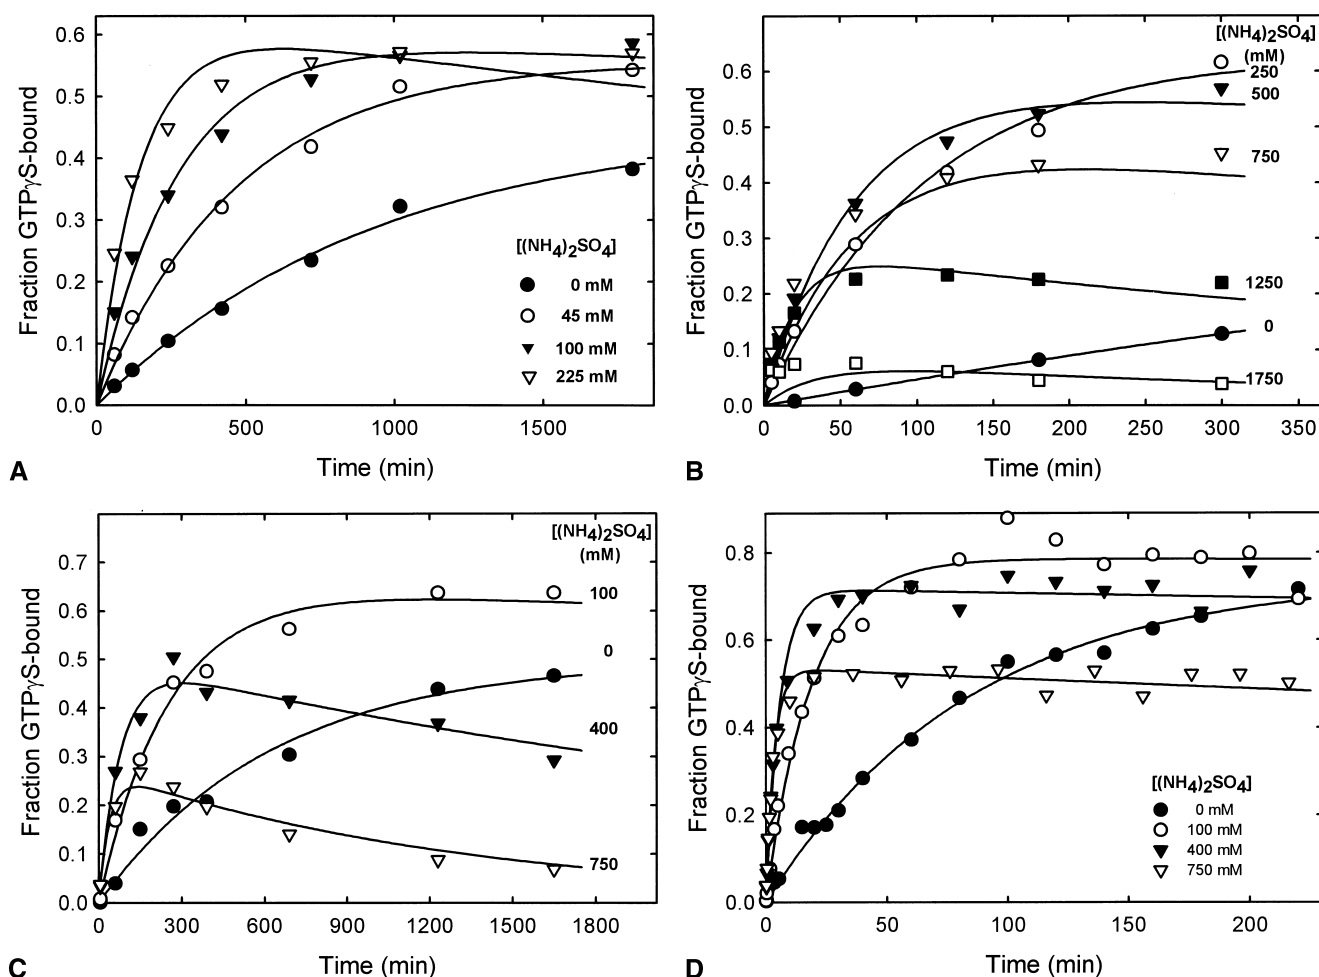 0.6
0.5
0.4
0.3
0.2
0.1
0.0
Fraction GTPγS-bound
[(NH4)2SO4]
0 mM
45 mM
100 mM
225 mM
0 500 1000 1500
Time (min)
A
[(NH4)2SO4]
(mM)
250
500
750
1250
0
1750
0.6
0.5
0.4
0.3
0.2
0.1
0.0
Fraction GTPγS-bound
0 50 100 150 200 250 300 350
Time (min)
B
[(NH4)2SO4]
(mM)
100
0
400
750
0.7
0.6
0.5
0.4
0.3
0.2
0.1
0.0
Fraction GTPγS-bound
0 300 600 900 1200 1500 1800
Time (min)
C
0.8
0.6
0.4
0.2
0.0
Fraction GTPγS-bound
[(NH4)2SO4]
0 mM
100 mM
400 mM
750 mM
0 50 100 150 200
Time (min)
D